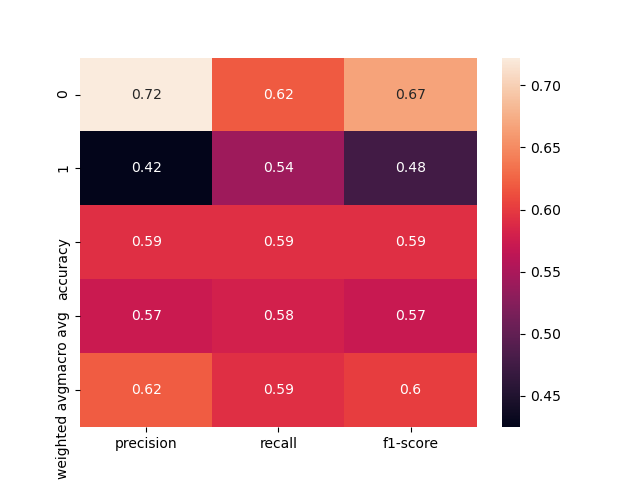 0 0.72 0.62 0.67
1 0.42 0.54 0.48
accuracy 0.59 0.59 0.59
macro avg 0.57 0.58 0.57
weighted avg 0.62 0.59 0.6
precision recall f1-score
0.70
0.65
0.60
0.55
0.50
0.45